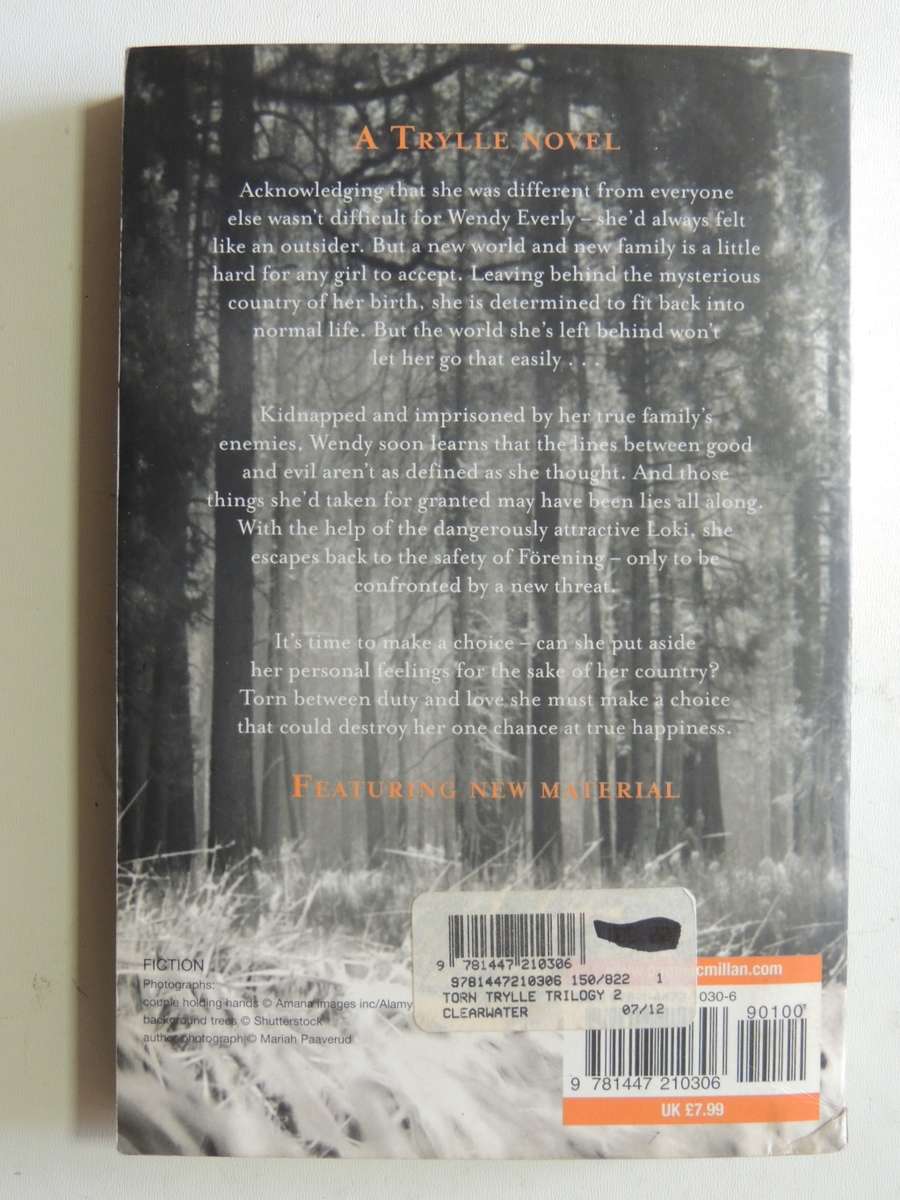 A TRYLLE NOVEL
Acknowledging that she was different from everyone
else wasn't difficult for Wendy Everly – she'd always felt
like an outsider. But a new world and new family is a little
hard for any girl to accept. Leaving behind the mysterious
country of her birth, she is determined to fit back into
normal life. But the world she's left behind won't
let her go that easily . . .
Kidnapped and imprisoned by her true family's
enemies, Wendy soon learns that the lines between good
and evil aren't as defined as she thought. And those
things she'd taken for granted may have been lies all along.
With the help of the dangerously attractive Loki, she
escapes back to the safety of Förening – only to be
confronted by a new threat.
It's time to make a choice – can she put aside
her personal feelings for the sake of her country?
Torn between duty and love she must make a choice
that could destroy her one chance at true happiness.
FEATURING NEW MATERIAL
9 781447 210306
9781447210306 150/822 1
TORN TRYLLE TRILOGY 2
CLEARWATER 07/12
FICTION
Photographs:
couple holding hands © Amana Images inc/Alamy
background trees © Shutterstock
author photograph © Mariah Paaverud
cmillan.com
030-6
90100
9 781447 210306
UK £7.99